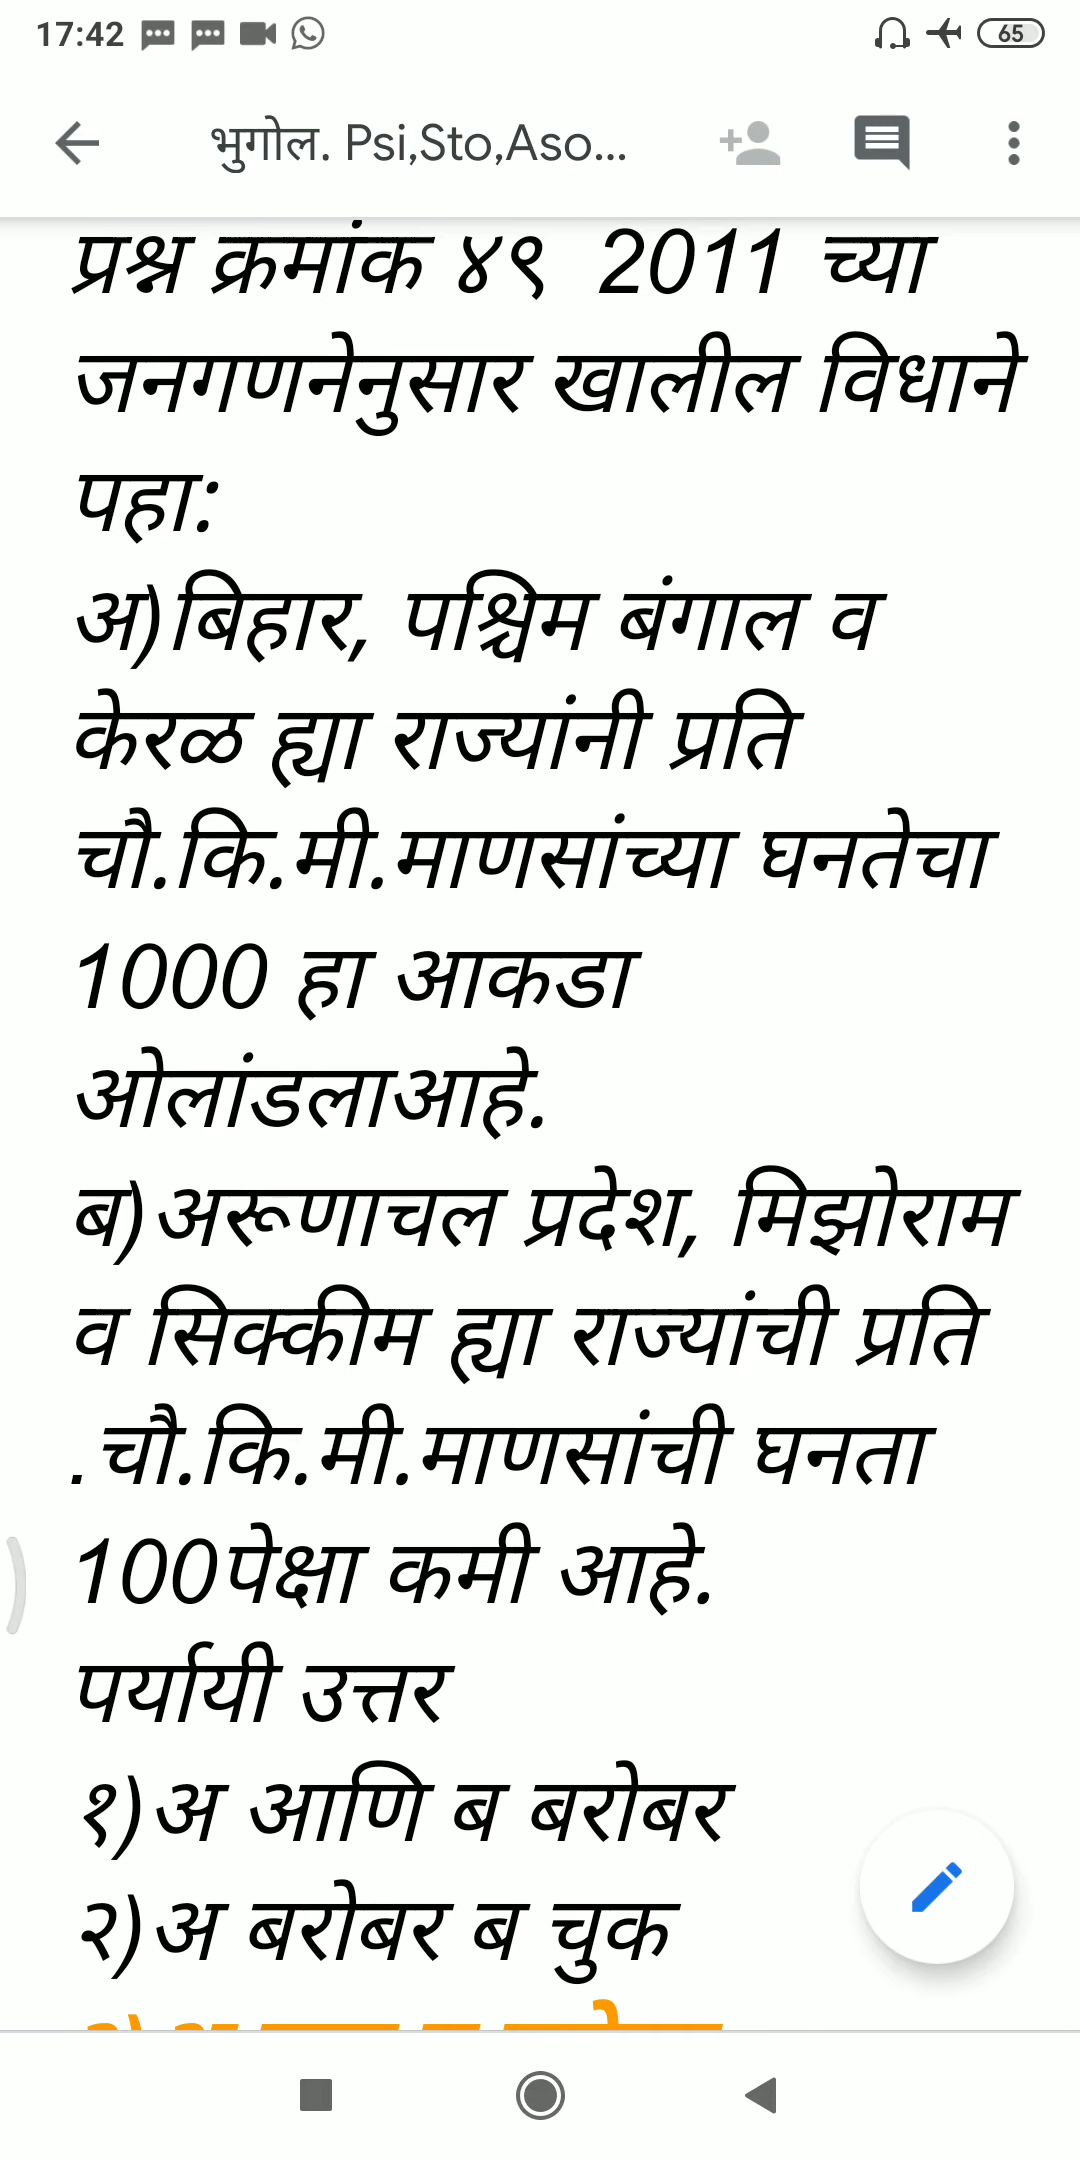 17:42
65
भुगोल. Psi,Sto,Aso...
प्रश्न क्रमांक ४९ 2011 च्या
जनगणनेनुसार खालील विधाने
पहा:
अ)बिहार, पश्चिम बंगाल व
केरळ ह्या राज्यांनी प्रति
चौ.कि.मी.माणसांच्या घनतेचा
1000 हा आकडा
ओलांडलाआहे.
ब)अरूणाचल प्रदेश, मिझोराम
व सिक्कीम ह्या राज्यांची प्रति
.चौ.कि.मी.माणसांची घनता
100पेक्षा कमी आहे.
पर्यायी उत्तर
१)अ आणि ब बरोबर
२)अ बरोबर ब चुक